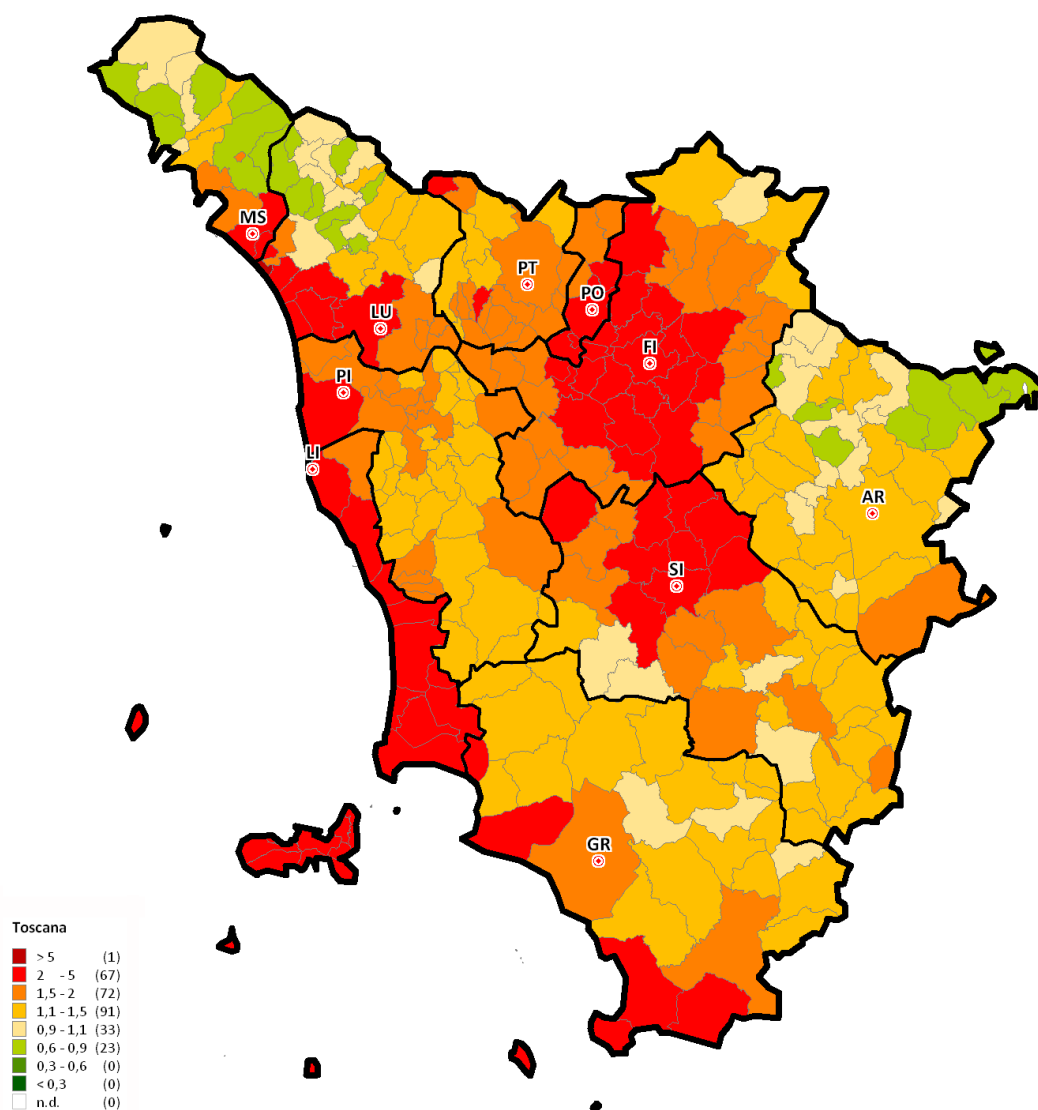 MS
PT
PO
LU
FI
PI
LI
AR
SI
GR
Toscana
> 5 (1)
2 - 5 (67)
1,5 - 2 (72)
1,1 - 1,5 (91)
0,9 - 1,1 (33)
0,6 - 0,9 (23)
0,3 - 0,6 (0)
< 0,3 (0)
n.d. (0)